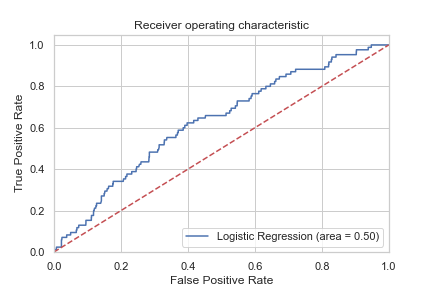 Receiver operating characteristic
1.0
0.8
0.6
0.4
0.2
0.0
True Positive Rate
Logistic Regression (area = 0.50)
0.0 0.2 0.4 0.6 0.8 1.0
False Positive Rate